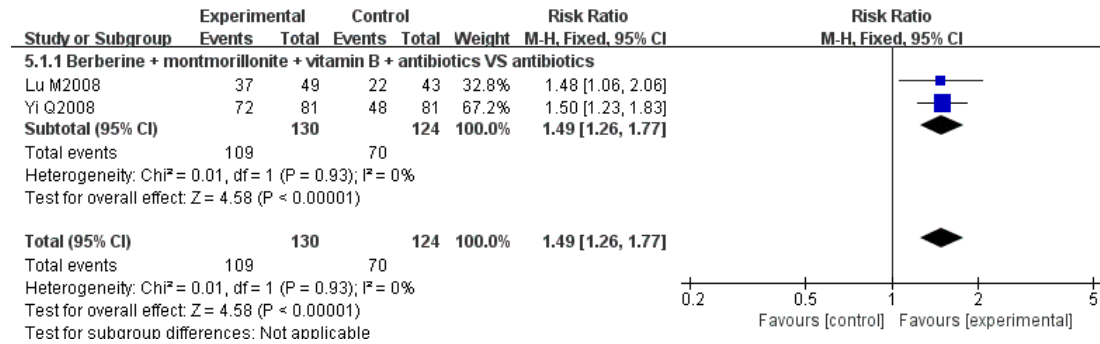 Experimental Control Risk Ratio Risk Ratio
Study or Subgroup Events Total Events Total Weight M-H, Fixed, 95% CI M-H, Fixed, 95% CI
5.1.1 Berberine + montmorillonite + vitamin B + antibiotics VS antibiotics
Lu M2008 37 49 22 43 32.8% 1.48 [1.06, 2.06]
Yi Q2008 72 81 48 81 67.2% 1.50 [1.23, 1.83]
Subtotal (95% CI) 130 124 100.0% 1.49 [1.26, 1.77]
Total events 109 70
Heterogeneity: Chi² = 0.01, df = 1 (P = 0.93); I² = 0%
Test for overall effect: Z = 4.58 (P < 0.00001)
Total (95% CI) 130 124 100.0% 1.49 [1.26, 1.77]
Total events 109 70
Heterogeneity: Chi² = 0.01, df = 1 (P = 0.93); I² = 0%
Test for overall effect: Z = 4.58 (P < 0.00001)
Test for subgroup differences: Not applicable
0.2 0.5 1 2 5
Favours [control] Favours [experimental]